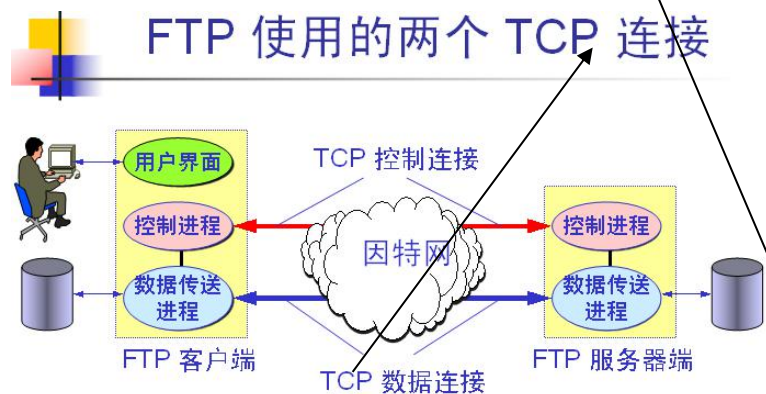 FTP 使用的两个 TCP 连接
用户界面
TCP 控制连接
控制进程
因特网
控制进程
数据传送
进程
数据传送
进程
FTP 客户端
TCP 数据连接
FTP 服务器端